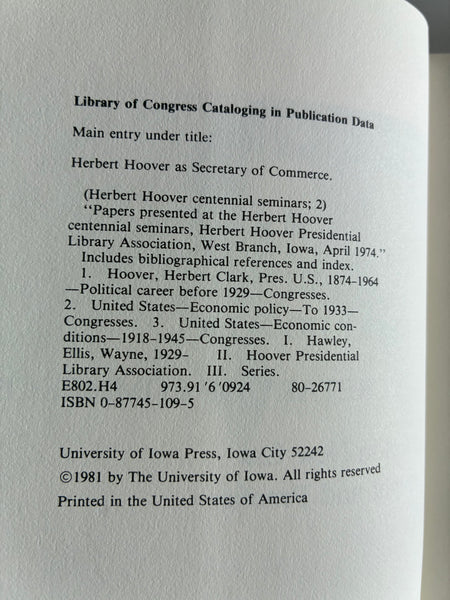 Library of Congress Cataloging in Publication Data
Main entry under title:
Herbert Hoover as Secretary of Commerce.
(Herbert Hoover centennial seminars; 2)
"Papers presented at the Herbert Hoover
centennial seminars, Herbert Hoover Presidential
Library Association, West Branch, Iowa, April 1974."
Includes bibliographical references and index.
1. Hoover, Herbert Clark, Pres. U.S., 1874-1964
—Political career before 1929—Congresses.
2. United States—Economic policy—To 1933—
Congresses. 3. United States—Economic con-
ditions—1918-1945—Congresses. I. Hawley,
Ellis, Wayne, 1929- II. Hoover Presidential
Library Association. III. Series.
E802.H4 973.91 '6 '0924 80-26771
ISBN 0-87745-109-5
University of Iowa Press, Iowa City 52242
©1981 by The University of Iowa. All rights reserved
Printed in the United States of America